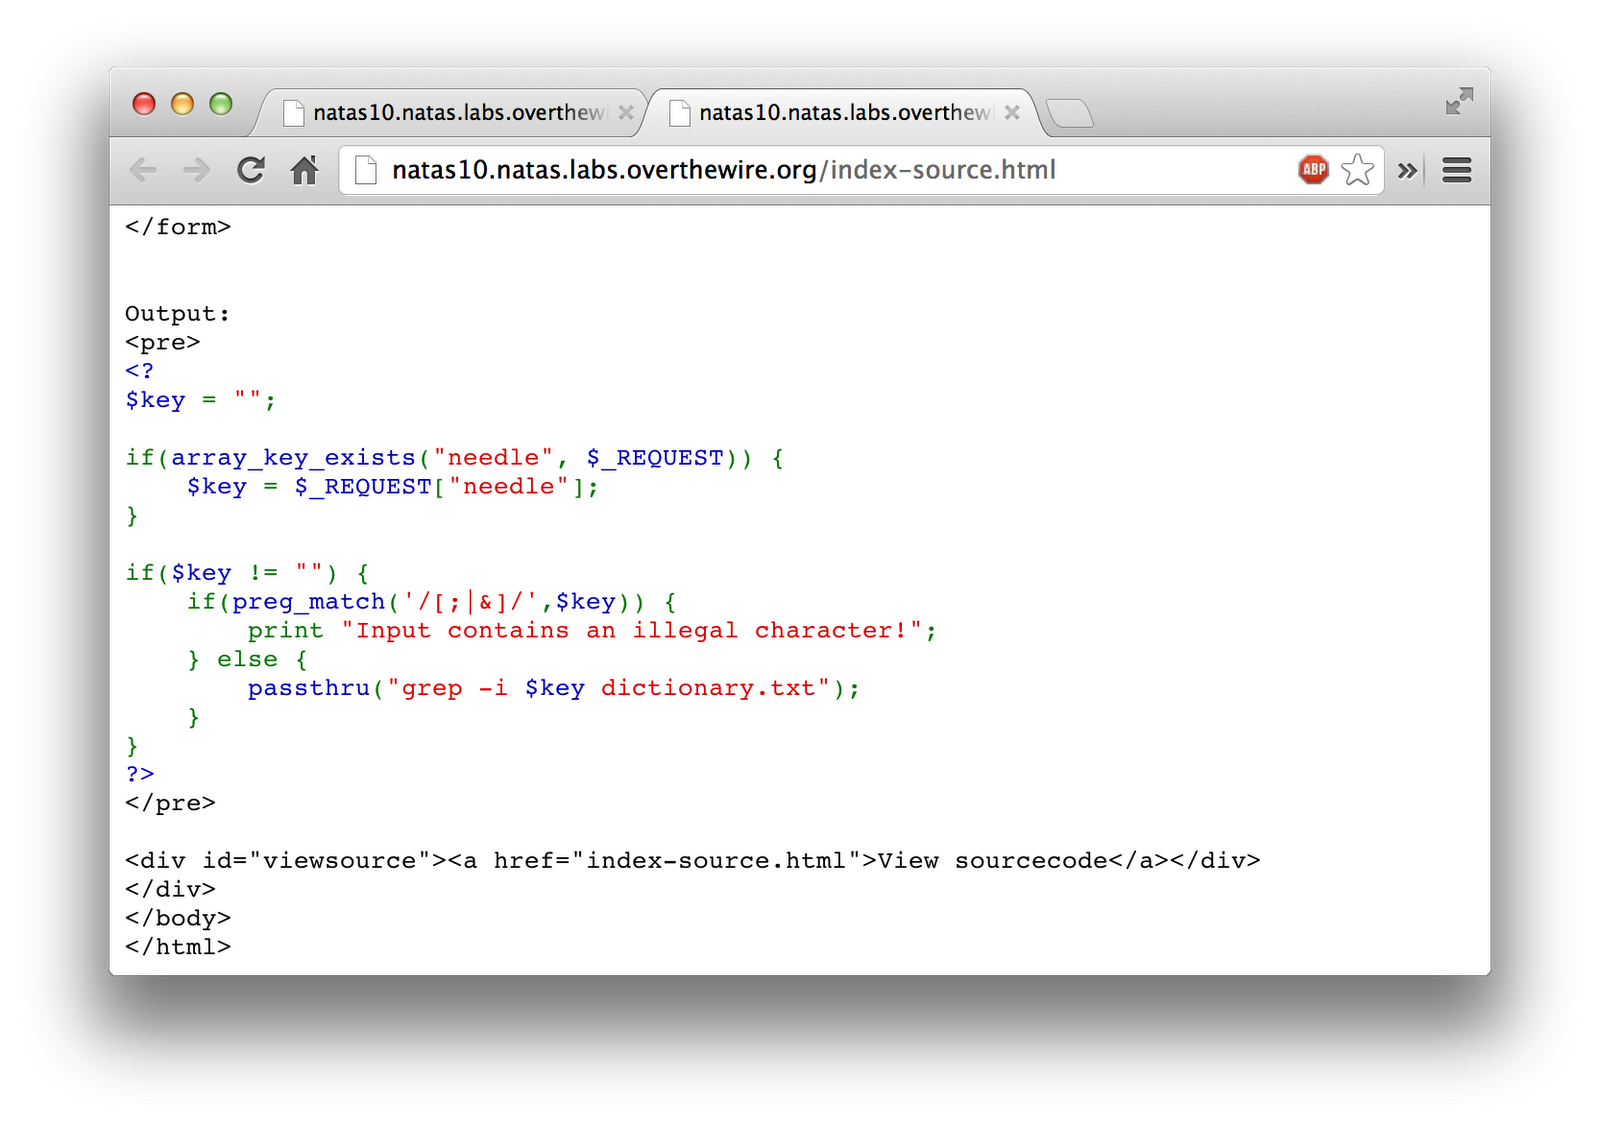 natas10.natas.labs.overthew
natas10.natas.labs.overthew
natas10.natas.labs.overthewire.org/index-source.html
ABP
</form>
Output:
<pre>
<?
$key = "";
if(array_key_exists("needle", $_REQUEST)) {
    $key = $_REQUEST["needle"];
}
if($key != "") {
    if(preg_match('/[;|&]/',$key)) {
        print "Input contains an illegal character!";
    } else {
        passthru("grep -i $key dictionary.txt");
    }
}
?>
</pre>
<div id="viewsource"><a href="index-source.html">View sourcecode</a></div>
</div>
</body>
</html>